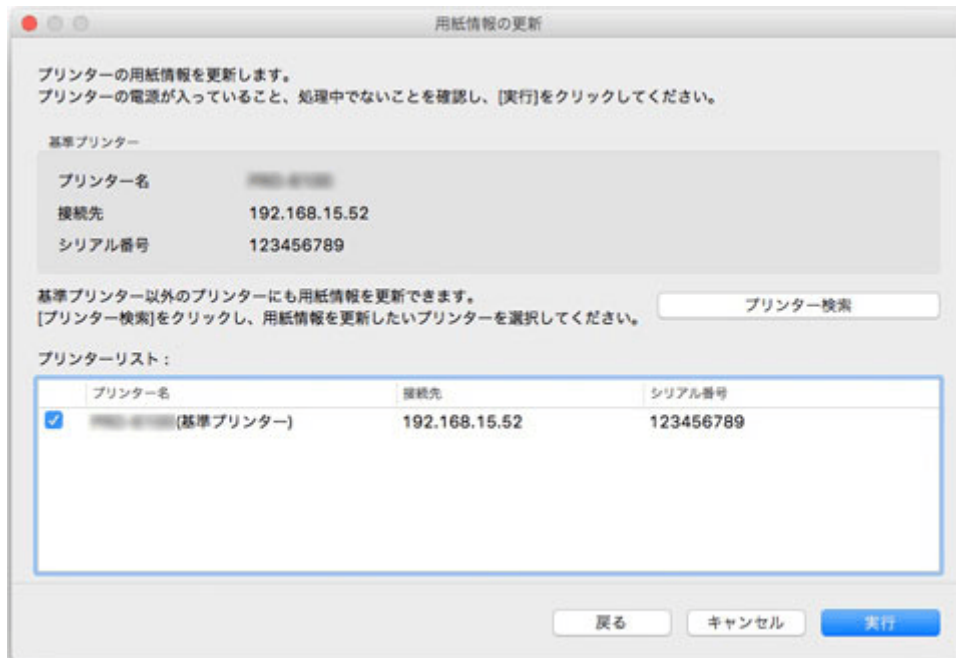 用紙情報の更新
プリンターの用紙情報を更新します。
プリンターの電源が入っていること、処理中でないことを確認し、[実行]をクリックしてください。
基準プリンター
プリンター名
接続先 192.168.15.52
シリアル番号 123456789
基準プリンター以外のプリンターにも用紙情報を更新できます。
[プリンター検索]をクリックし、用紙情報を更新したいプリンターを選択してください。
プリンター検索
プリンターリスト：
プリンター名 接続先 シリアル番号
(基準プリンター) 192.168.15.52 123456789
戻る キャンセル 実行